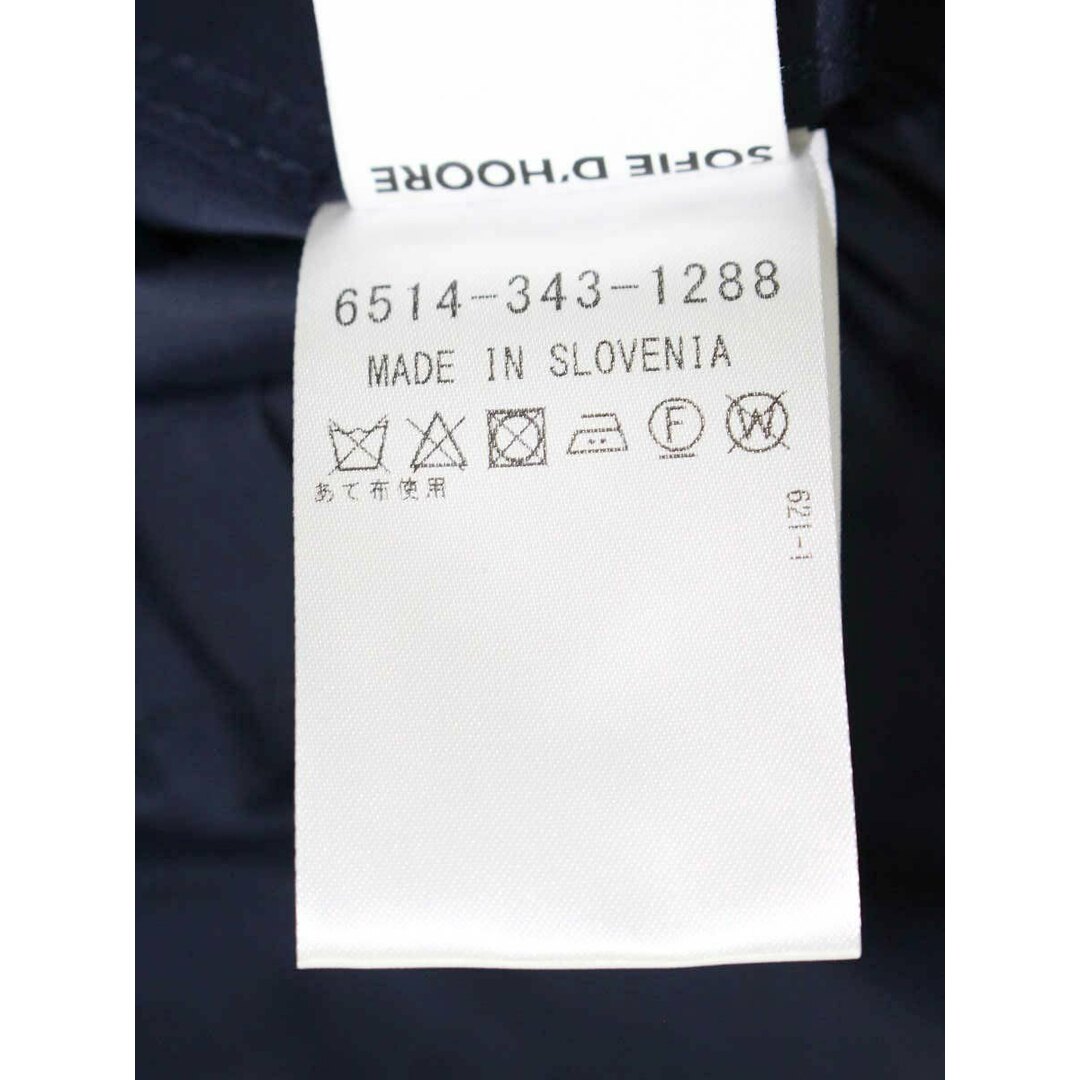 SOFIE D'HOORE
6514-343-1288
MADE IN SLOVENIA
F W
あて布使用
621-1